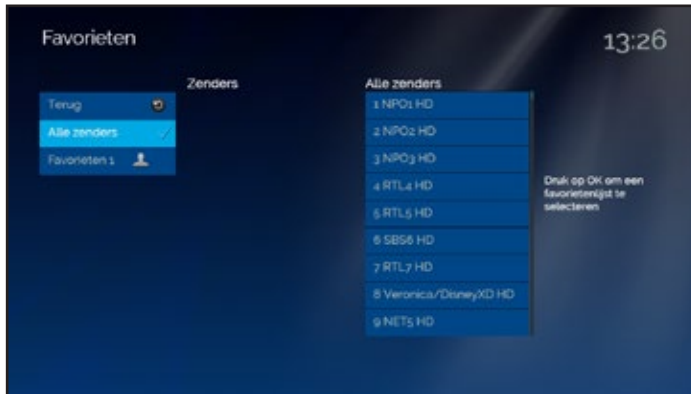 Favorieten
13:26
Zenders
Alle zenders
Terug
Alle zenders
Favorieten 1
1 NPO1 HD
2 NPO2 HD
3 NPO3 HD
4 RTL4 HD
5 RTL5 HD
6 SBS6 HD
7 RTL7 HD
8 Veronica/DisneyXD HD
9 NET5 HD
Druk op OK om een
favorietenlijst te
selecteren